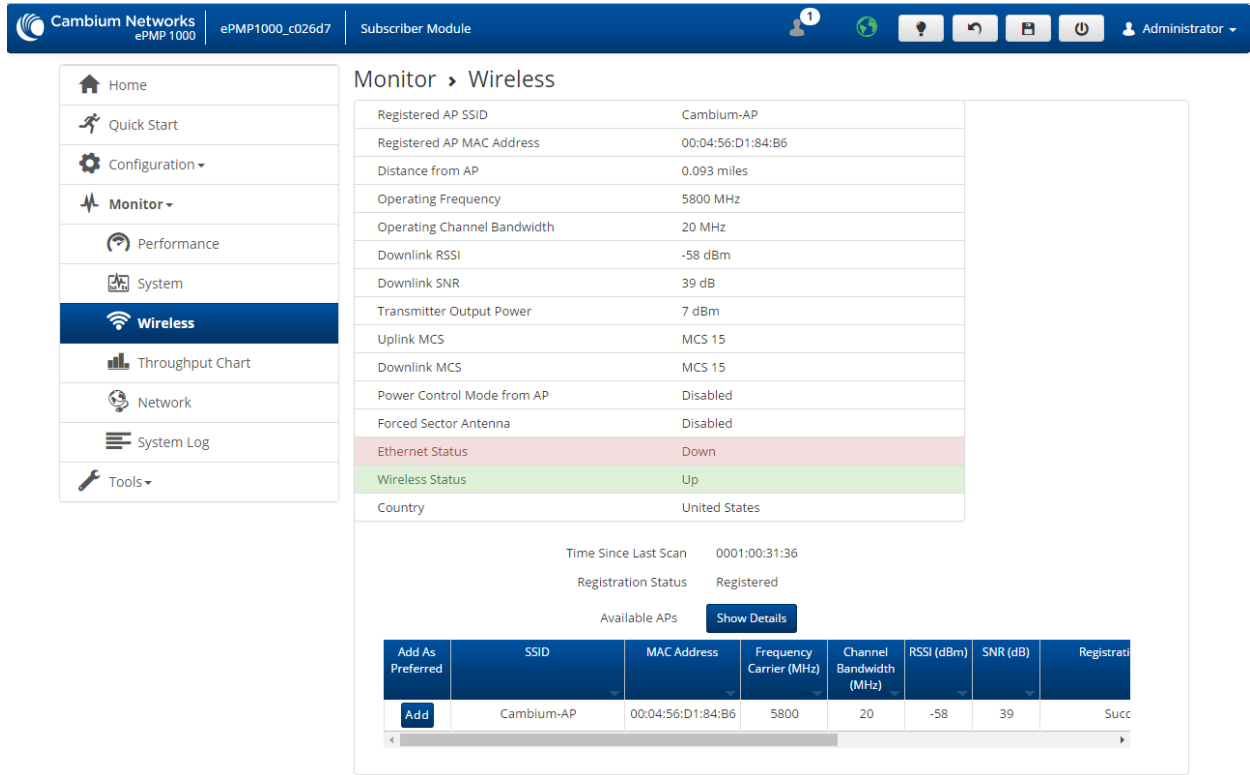 Cambium Networks
ePMP 1000
ePMP1000_c026d7
Subscriber Module
1
Administrator
Home
Quick Start
Configuration
Monitor
Performance
System
Wireless
Throughput Chart
Network
System Log
Tools
Monitor › Wireless
Registered AP SSID Cambium-AP
Registered AP MAC Address 00:04:56:D1:84:B6
Distance from AP 0.093 miles
Operating Frequency 5800 MHz
Operating Channel Bandwidth 20 MHz
Downlink RSSI -58 dBm
Downlink SNR 39 dB
Transmitter Output Power 7 dBm
Uplink MCS MCS 15
Downlink MCS MCS 15
Power Control Mode from AP Disabled
Forced Sector Antenna Disabled
Ethernet Status Down
Wireless Status Up
Country United States
Time Since Last Scan 0001:00:31:36
Registration Status Registered
Available APs Show Details
Add As Preferred SSID MAC Address Frequency Carrier (MHz) Channel Bandwidth (MHz) RSSI (dBm) SNR (dB) Registrati
Add Cambium-AP 00:04:56:D1:84:B6 5800 20 -58 39 Succ